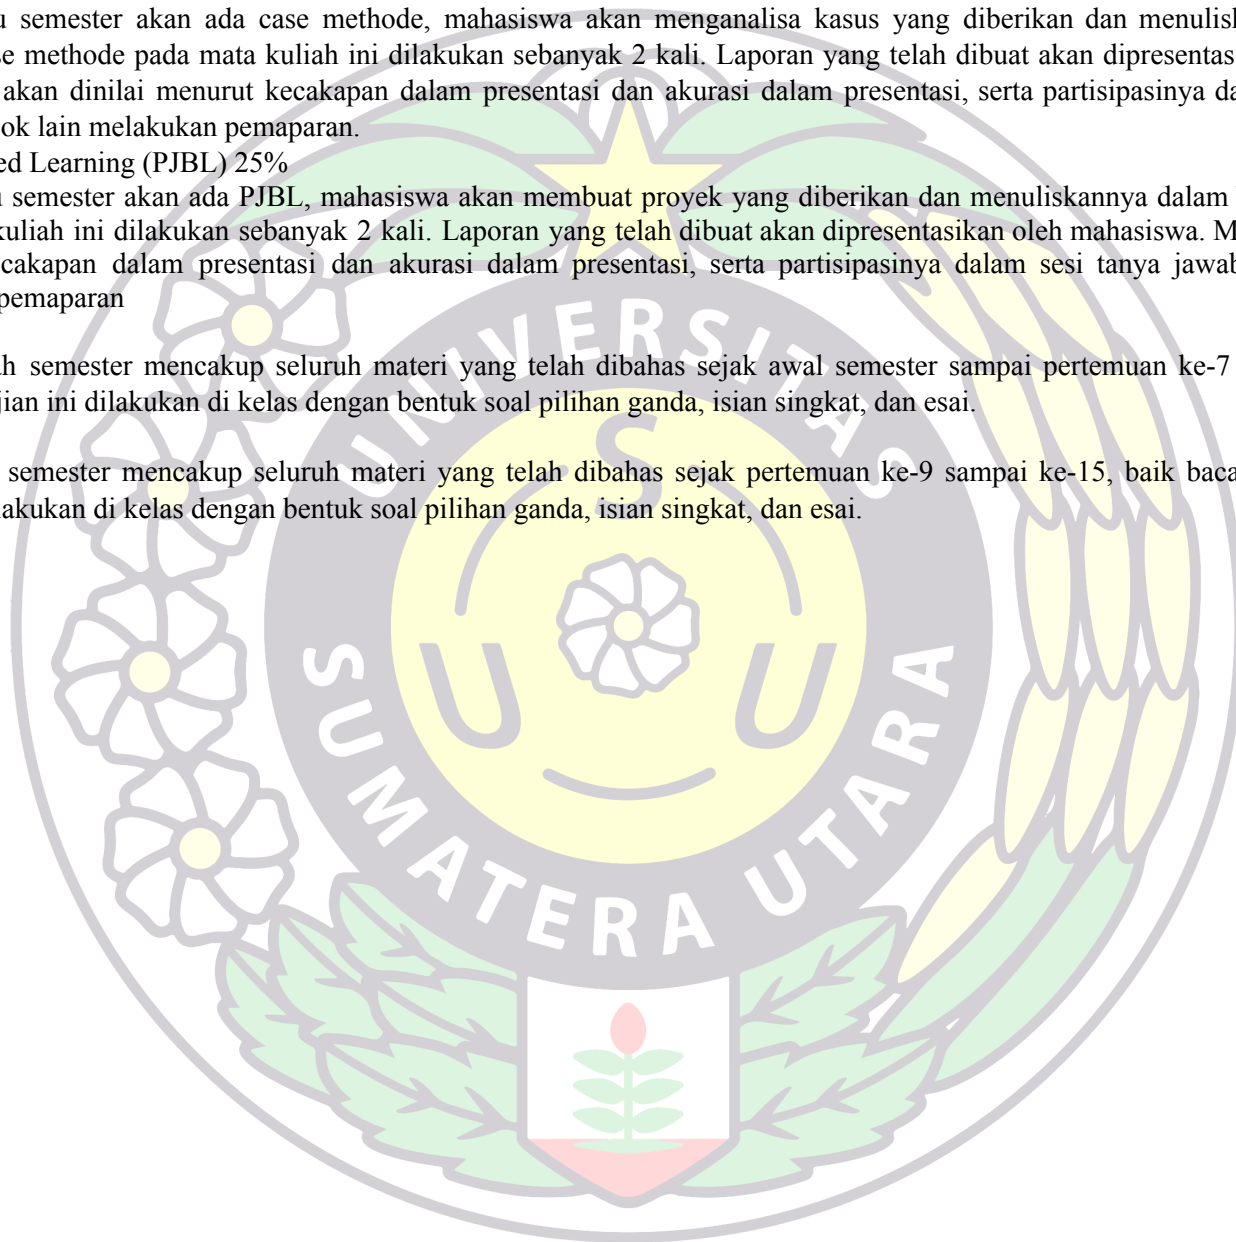 u semester akan ada case methode, mahasiswa akan menganalisa kasus yang diberikan dan menulisk
se methode pada mata kuliah ini dilakukan sebanyak 2 kali. Laporan yang telah dibuat akan dipresentas
akan dinilai menurut kecakapan dalam presentasi dan akurasi dalam presentasi, serta partisipasinya da
ok lain melakukan pemaparan.
ed Learning (PJBL) 25%
u semester akan ada PJBL, mahasiswa akan membuat proyek yang diberikan dan menuliskannya dalam
kuliah ini dilakukan sebanyak 2 kali. Laporan yang telah dibuat akan dipresentasikan oleh mahasiswa. M
cakapan dalam presentasi dan akurasi dalam presentasi, serta partisipasinya dalam sesi tanya jawab
pemaparan
ah semester mencakup seluruh materi yang telah dibahas sejak awal semester sampai pertemuan ke-7
jian ini dilakukan di kelas dengan bentuk soal pilihan ganda, isian singkat, dan esai.
semester mencakup seluruh materi yang telah dibahas sejak pertemuan ke-9 sampai ke-15, baik baca
lakukan di kelas dengan bentuk soal pilihan ganda, isian singkat, dan esai.
UNIVERSITAS
S
U U
SUMATERA UTARA